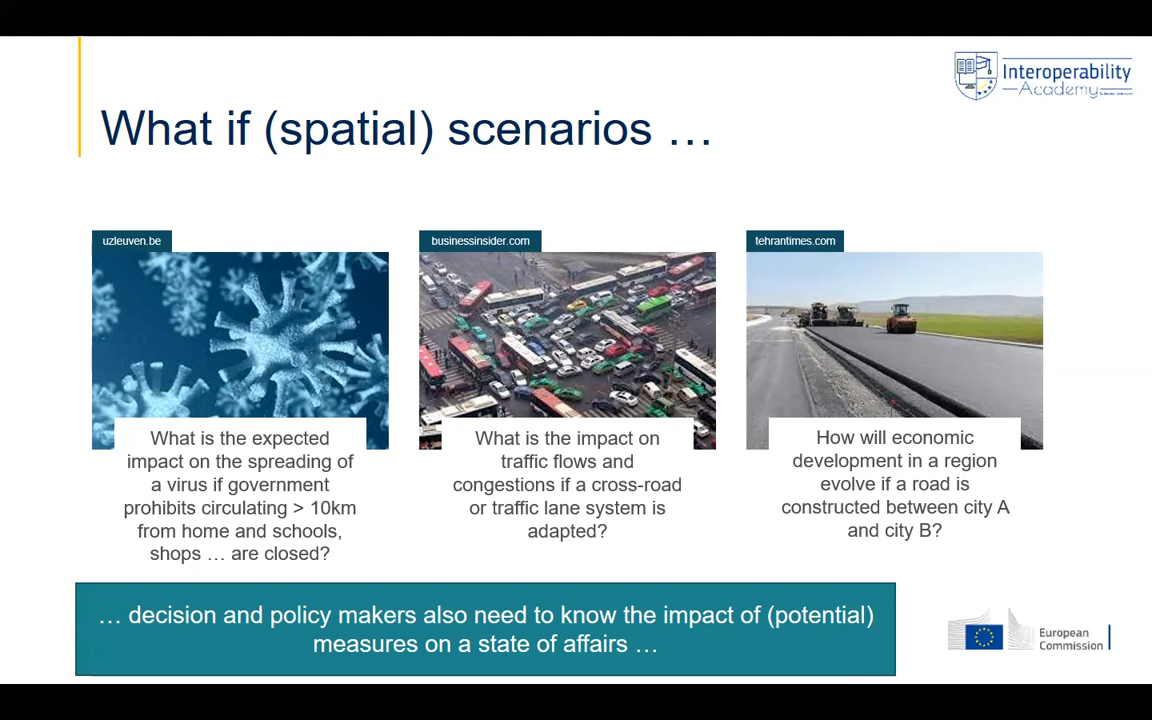 Interoperability
Academy
What if (spatial) scenarios …
uzleuven.be
What is the expected
impact on the spreading of
a virus if government
prohibits circulating > 10km
from home and schools,
shops … are closed?
businessinsider.com
What is the impact on
traffic flows and
congestions if a cross-road
or traffic lane system is
adapted?
tehrantimes.com
How will economic
development in a region
evolve if a road is
constructed between city A
and city B?
… decision and policy makers also need to know the impact of (potential)
measures on a state of affairs …
European
Commission